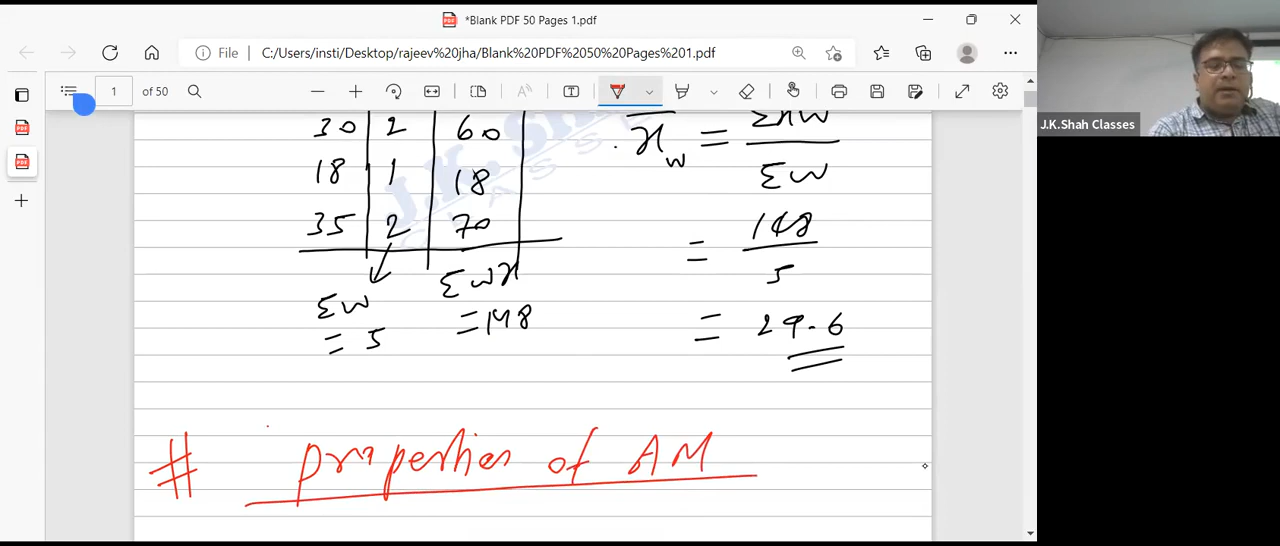 *Blank PDF 50 Pages 1.pdf
File C:/Users/insti/Desktop/rajeev%20jha/Blank%20PDF%2050%20Pages%201.pdf
1 of 50
J.K.Shah Classes
30 2 60
18 1 18
35 2 70
Σw = 5
Σwx = 148
x̄w = Σxw / Σw
= 148 / 5
= 29.6
# properties of AM